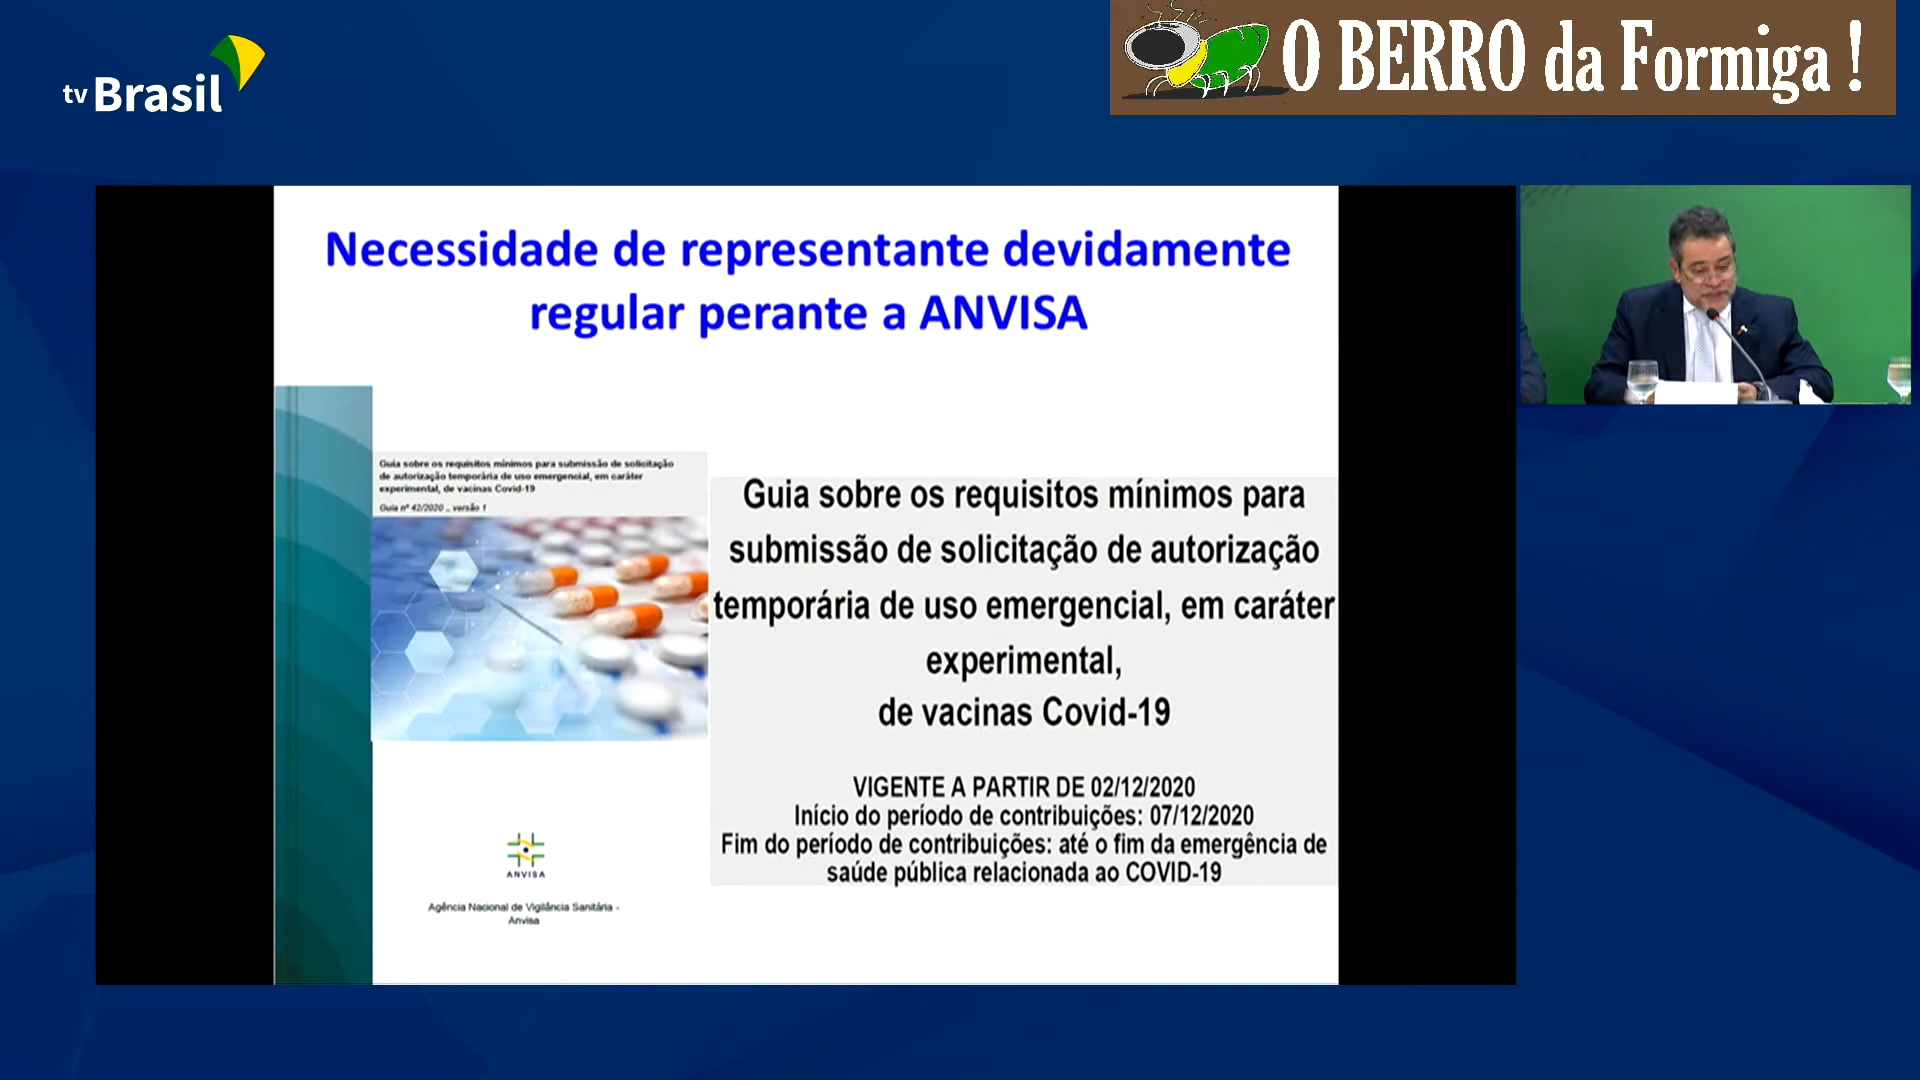 tv Brasil
O BERRO da Formiga !
Necessidade de representante devidamente
regular perante a ANVISA
Guia sobre os requisitos mínimos para submissão de solicitação
de autorização temporária de uso emergencial, em caráter
experimental, de vacinas Covid-19
Guia nº 42/2020 _ versão 1
Guia sobre os requisitos mínimos para
submissão de solicitação de autorização
temporária de uso emergencial, em caráter
experimental,
de vacinas Covid-19
VIGENTE A PARTIR DE 02/12/2020
Início do período de contribuições: 07/12/2020
Fim do período de contribuições: até o fim da emergência de
saúde pública relacionada ao COVID-19
ANVISA
Agência Nacional de Vigilância Sanitária -
Anvisa